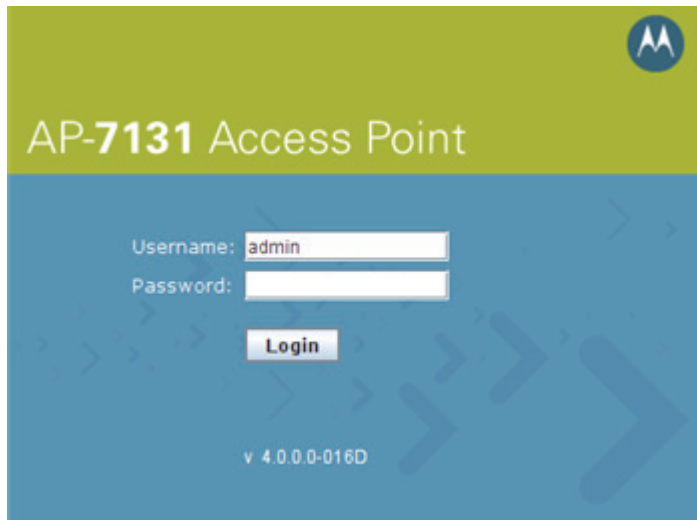 AP-7131 Access Point
Username: admin
Password:
Login
v 4.0.0.0-016D